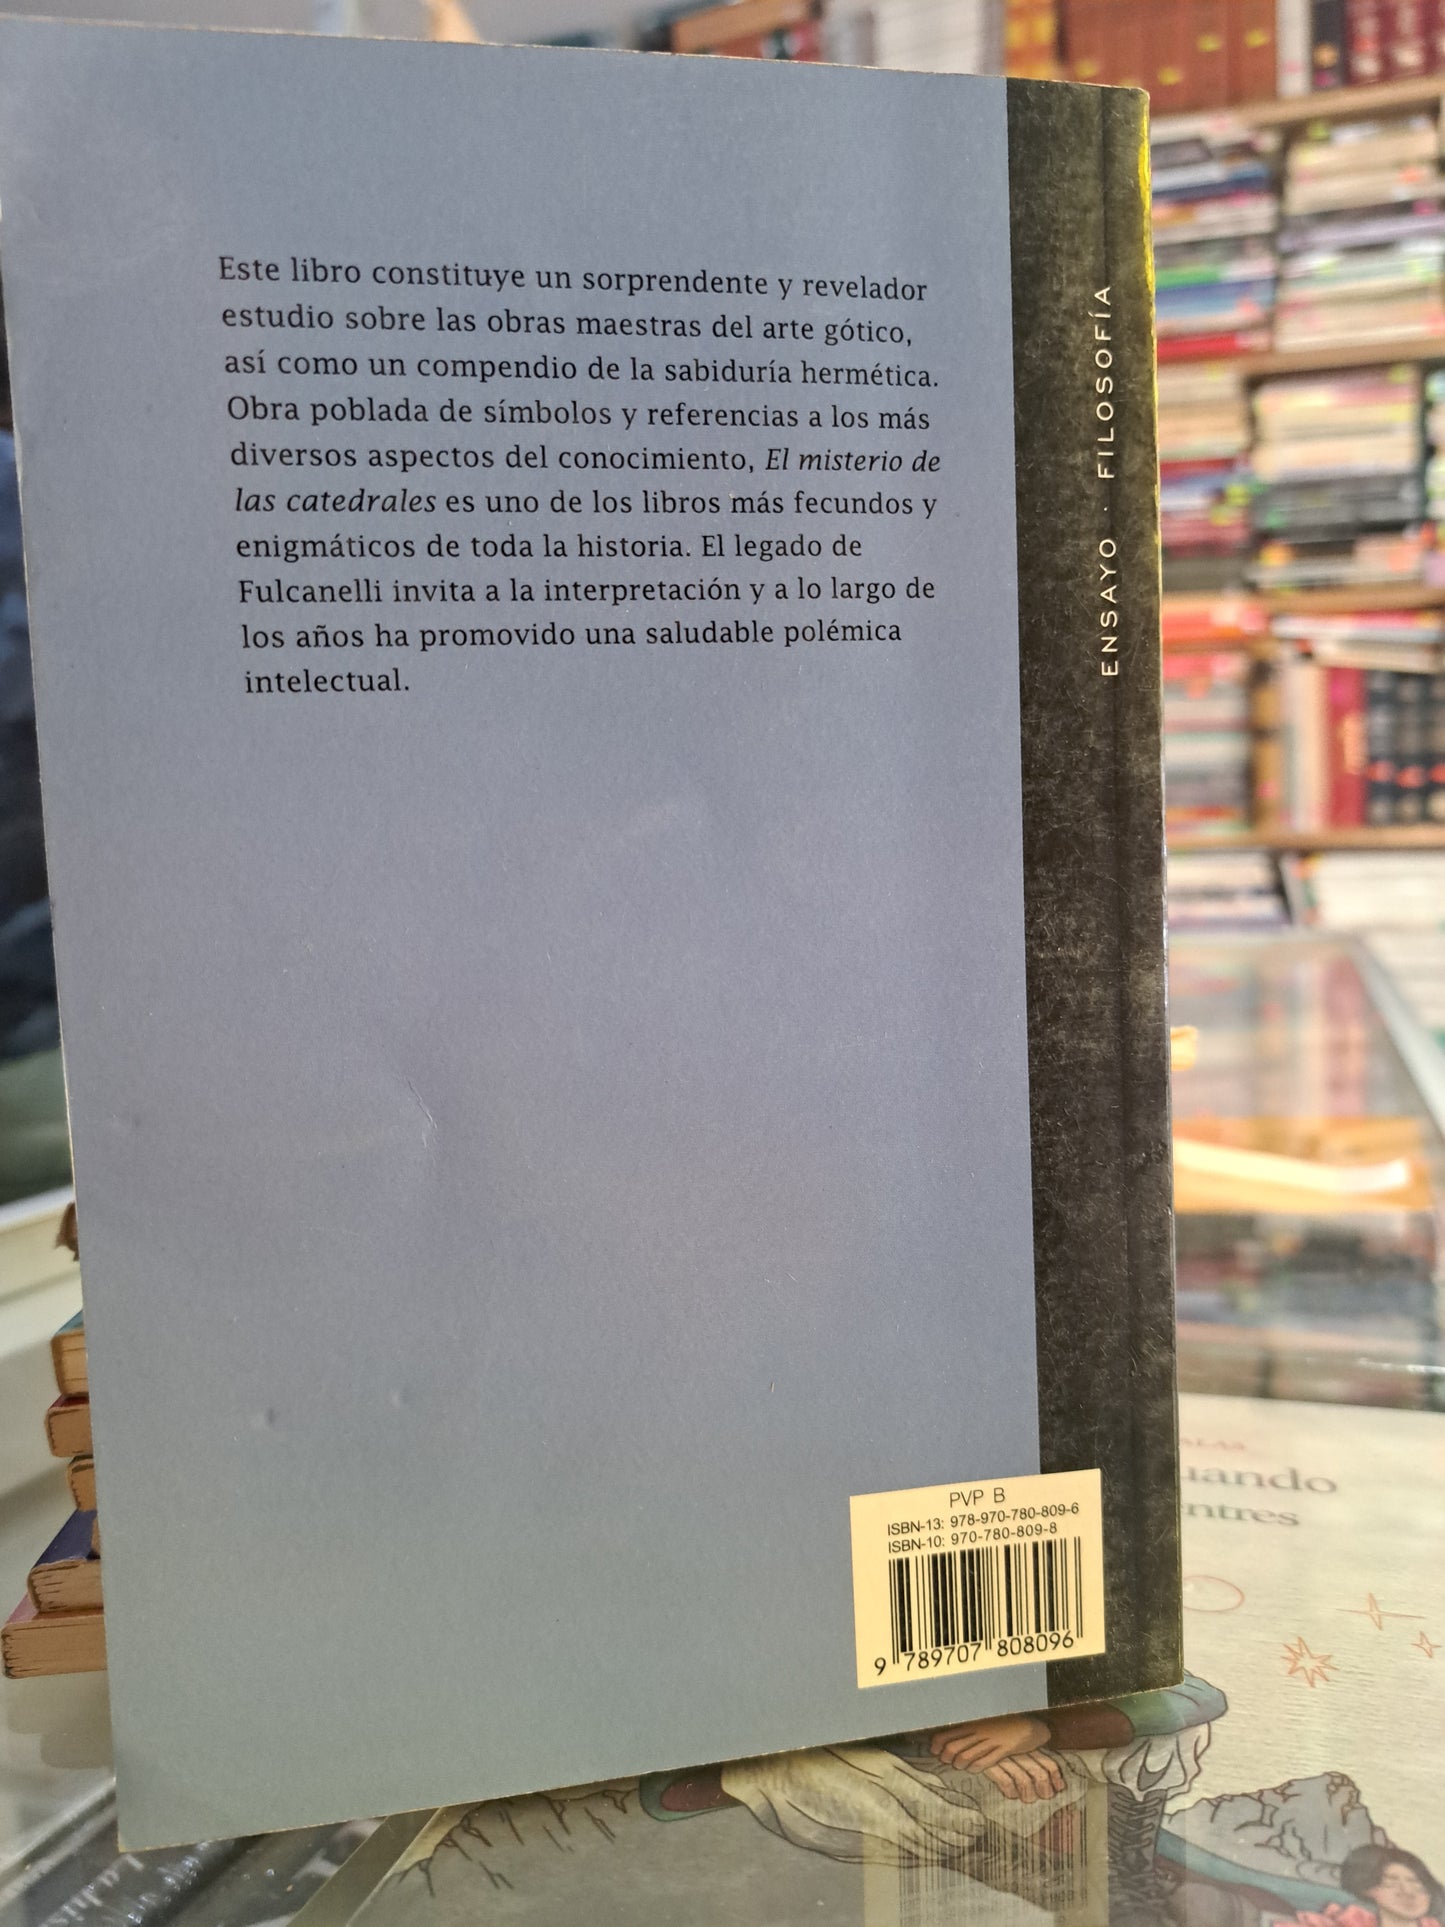 Este libro constituye un sorprendente y revelador
estudio sobre las obras maestras del arte gótico,
así como un compendio de la sabiduría hermética.
Obra poblada de símbolos y referencias a los más
diversos aspectos del conocimiento, El misterio de
las catedrales es uno de los libros más fecundos y
enigmáticos de toda la historia. El legado de
Fulcanelli invita a la interpretación y a lo largo de
los años ha promovido una saludable polémica
intelectual.
ENSAYO · FILOSOFÍA
PVP B
ISBN-13: 978-970-780-809-6
ISBN-10: 970-780-809-8
9 789707 808096